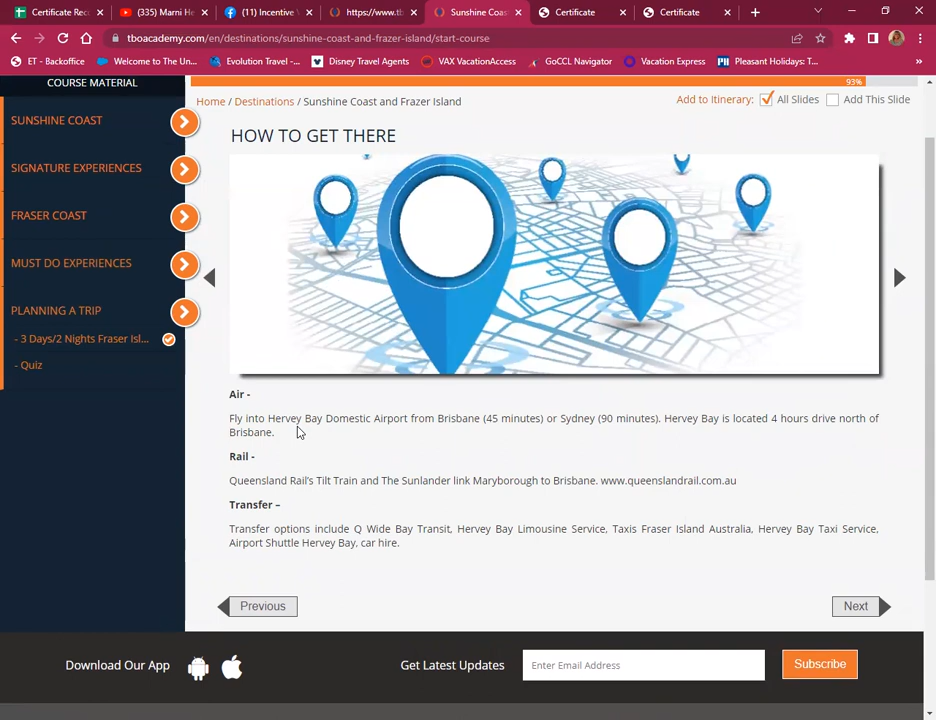 Certificate Rec
(335) Marni He
(11) Incentive V
https://www.tb
Sunshine Coas
Certificate
Certificate
tboacademy.com/en/destinations/sunshine-coast-and-frazer-island/start-course
ET - Backoffice
Welcome to The Un...
Evolution Travel -...
Disney Travel Agents
VAX VacationAccess
GoCCL Navigator
Vacation Express
Pleasant Holidays: T...
»
COURSE MATERIAL
SUNSHINE COAST
SIGNATURE EXPERIENCES
FRASER COAST
MUST DO EXPERIENCES
PLANNING A TRIP
- 3 Days/2 Nights Fraser Isl...
- Quiz
93%
Home / Destinations / Sunshine Coast and Frazer Island
Add to Itinerary: All Slides Add This Slide
HOW TO GET THERE
Air -
Fly into Hervey Bay Domestic Airport from Brisbane (45 minutes) or Sydney (90 minutes). Hervey Bay is located 4 hours drive north of
Brisbane.
Rail -
Queensland Rail's Tilt Train and The Sunlander link Maryborough to Brisbane. www.queenslandrail.com.au
Transfer –
Transfer options include Q Wide Bay Transit, Hervey Bay Limousine Service, Taxis Fraser Island Australia, Hervey Bay Taxi Service,
Airport Shuttle Hervey Bay, car hire.
Previous
Next
Download Our App
Get Latest Updates
Enter Email Address
Subscribe